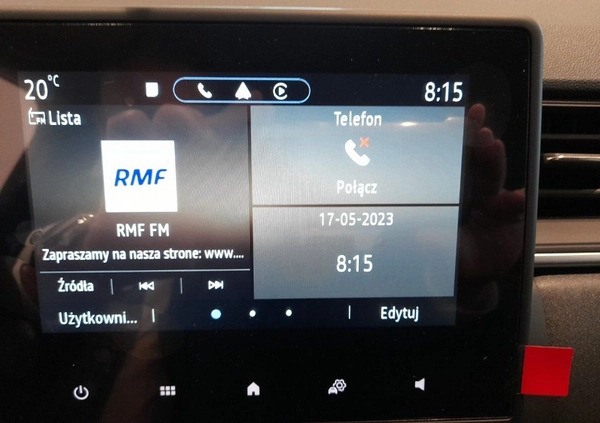 20°C
8:15
FM Lista
RMF
RMF FM
Zapraszamy na nasza strone: www....
Źródła
Użytkowni...
Telefon
Połącz
17-05-2023
8:15
Edytuj